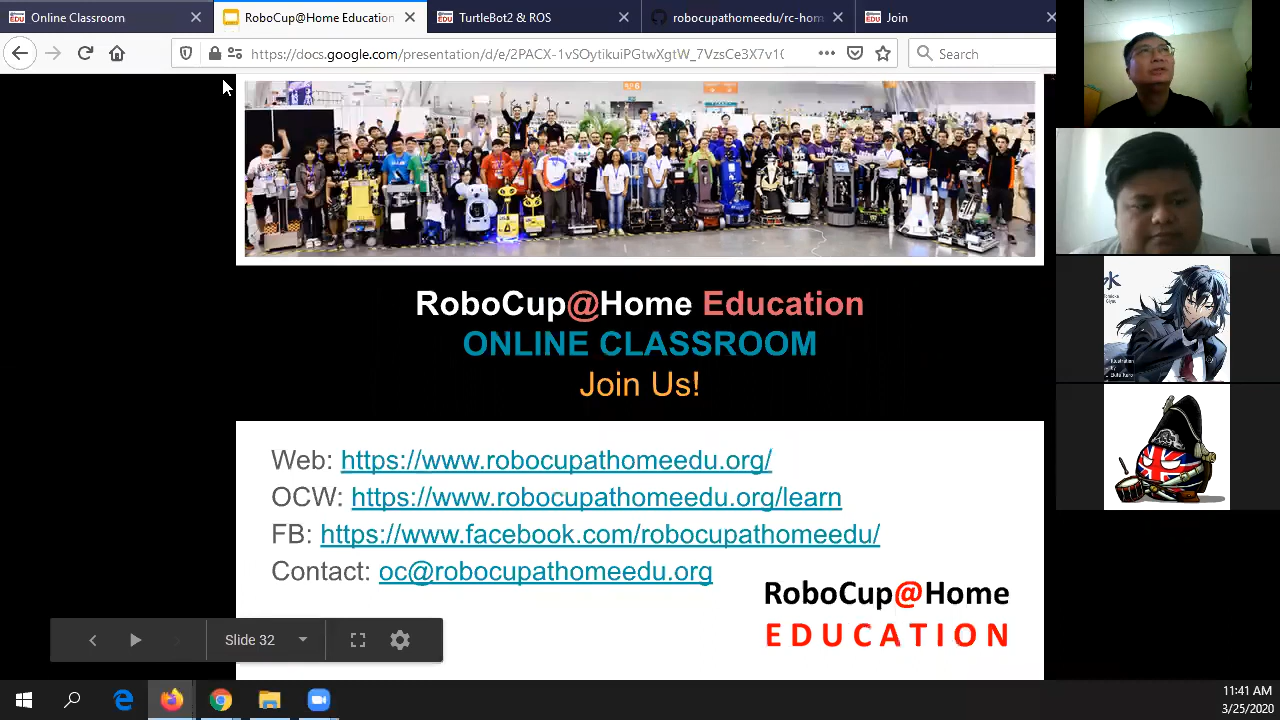 Online Classroom
RoboCup@Home Education
TurtleBot2 & ROS
robocupathomeedu/rc-hom
Join
https://docs.google.com/presentation/d/e/2PACX-1vSOytikuiPGtwXgtW_7VzsCe3X7v1(
Search
RoboCup@Home Education
ONLINE CLASSROOM
Join Us!
Web: https://www.robocupathomeedu.org/
OCW: https://www.robocupathomeedu.org/learn
FB: https://www.facebook.com/robocupathomeedu/
Contact: oc@robocupathomeedu.org
RoboCup@Home
EDUCATION
Slide 32
水
Illustration
by
11:41 AM
3/25/2020